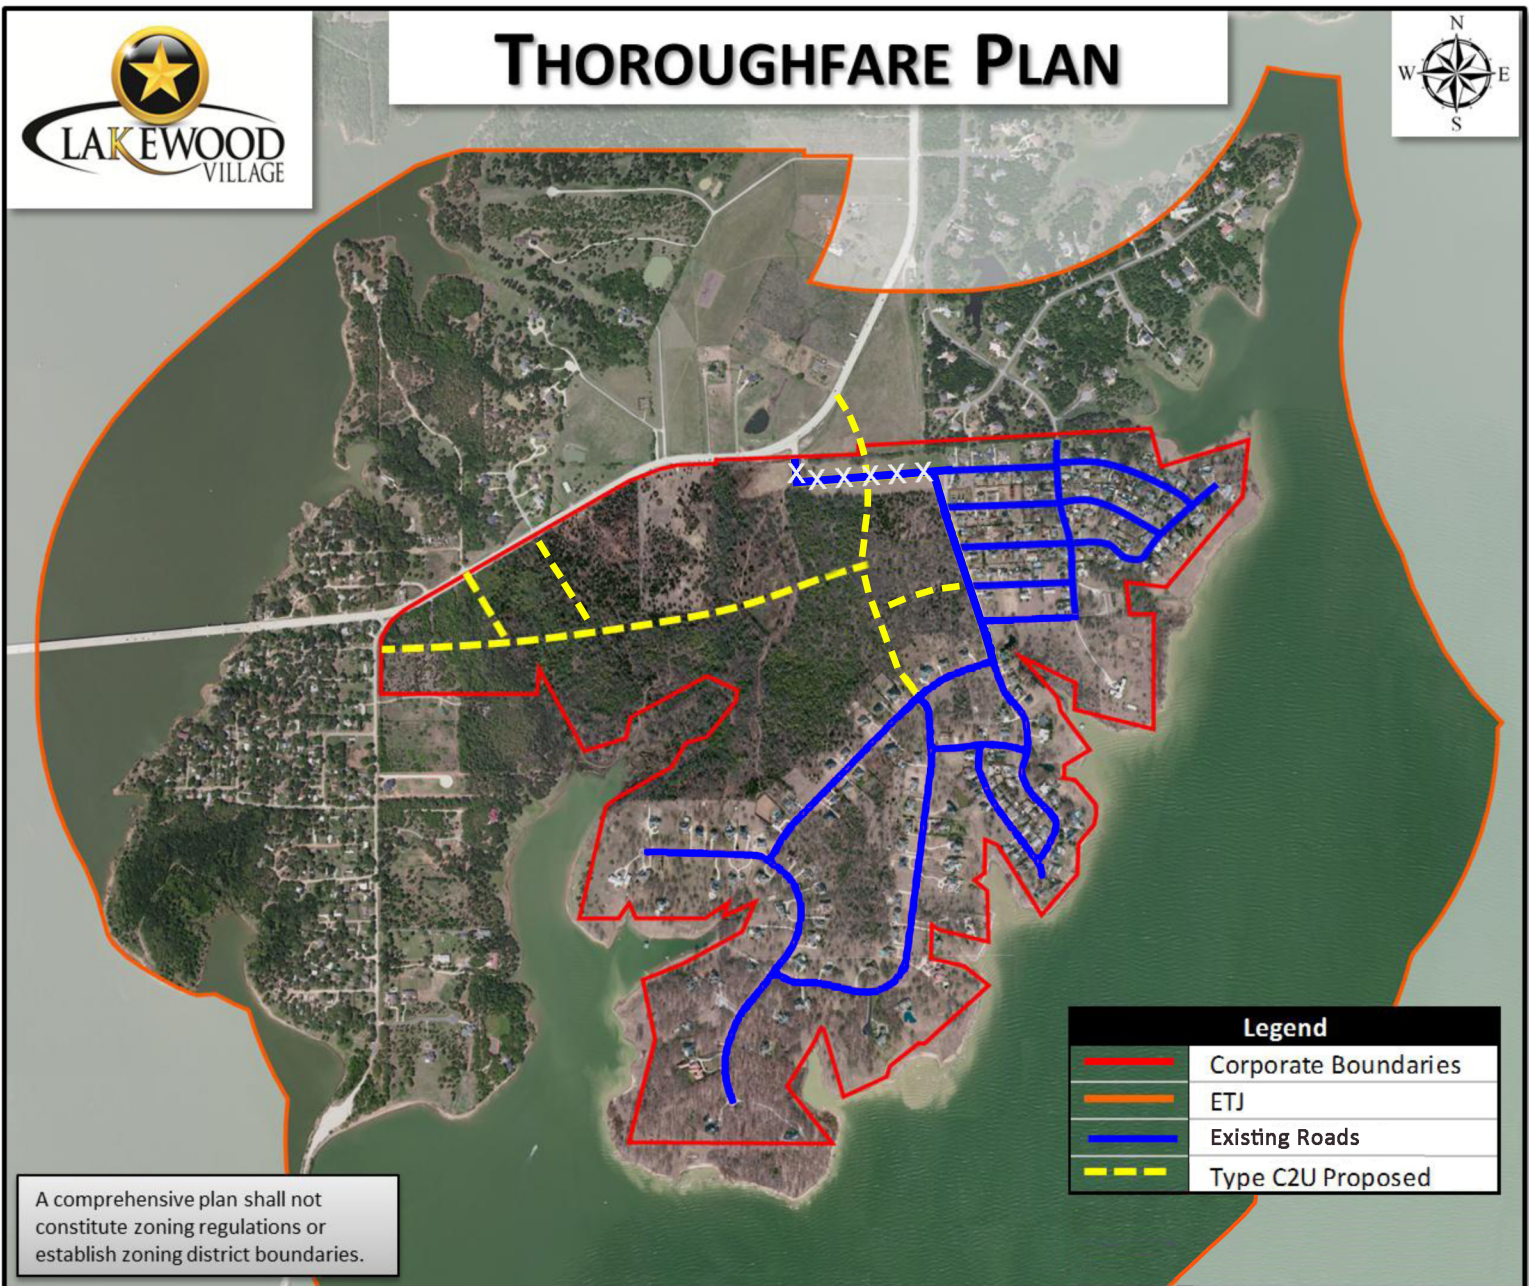 THOROUGHFARE PLAN
LAKEWOOD
VILLAGE
N
W E
S
X X X X X X
Legend
Corporate Boundaries
ETJ
Existing Roads
Type C2U Proposed
A comprehensive plan shall not
constitute zoning regulations or
establish zoning district boundaries.